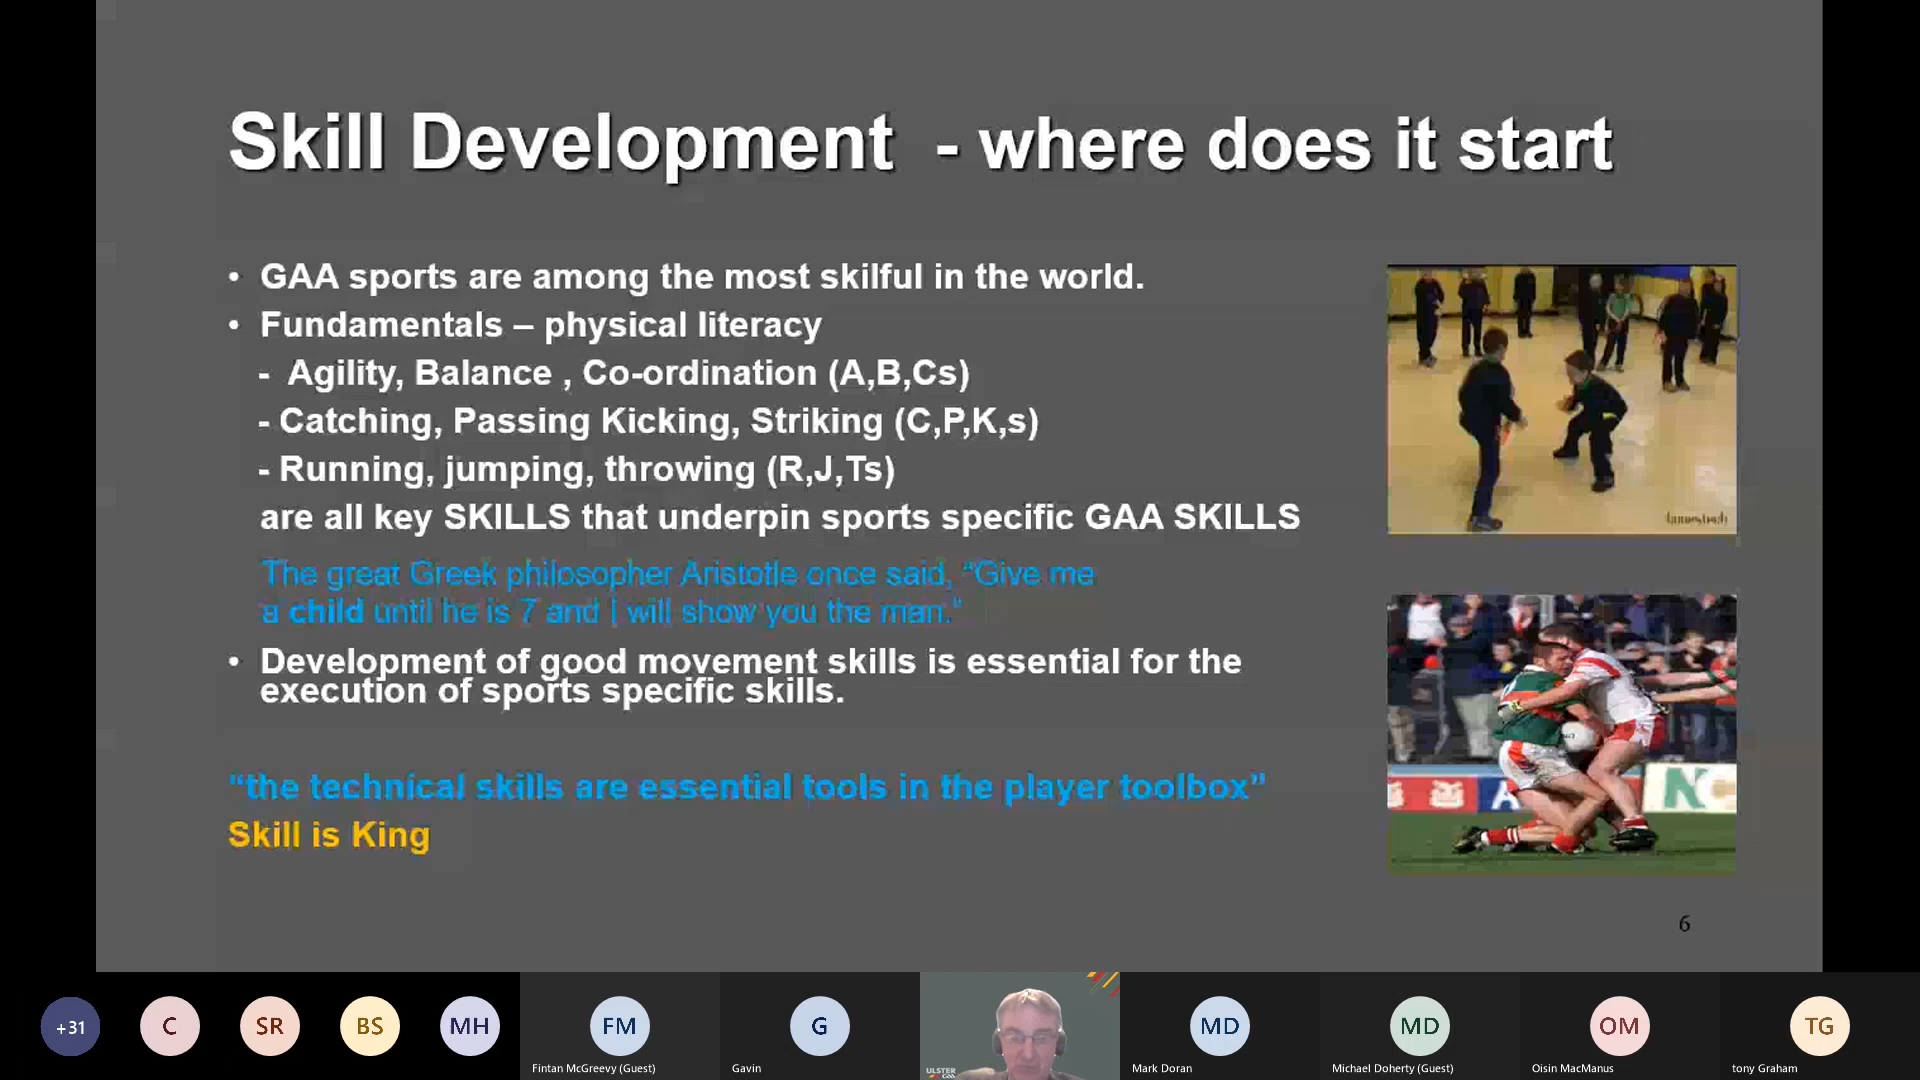 Skill Development - where does it start
• GAA sports are among the most skilful in the world.
• Fundamentals – physical literacy
- Agility, Balance , Co-ordination (A,B,Cs)
- Catching, Passing Kicking, Striking (C,P,K,s)
- Running, jumping, throwing (R,J,Ts)
are all key SKILLS that underpin sports specific GAA SKILLS
The great Greek philosopher Aristotle once said, “Give me
a child until he is 7 and I will show you the man.”
• Development of good movement skills is essential for the
execution of sports specific skills.
“the technical skills are essential tools in the player toolbox”
Skill is King
6
+31
C
SR
BS
MH
FM
Fintan McGreevy (Guest)
G
Gavin
ULSTER
GAA
MD
Mark Doran
MD
Michael Doherty (Guest)
OM
Oisin MacManus
TG
tony Graham